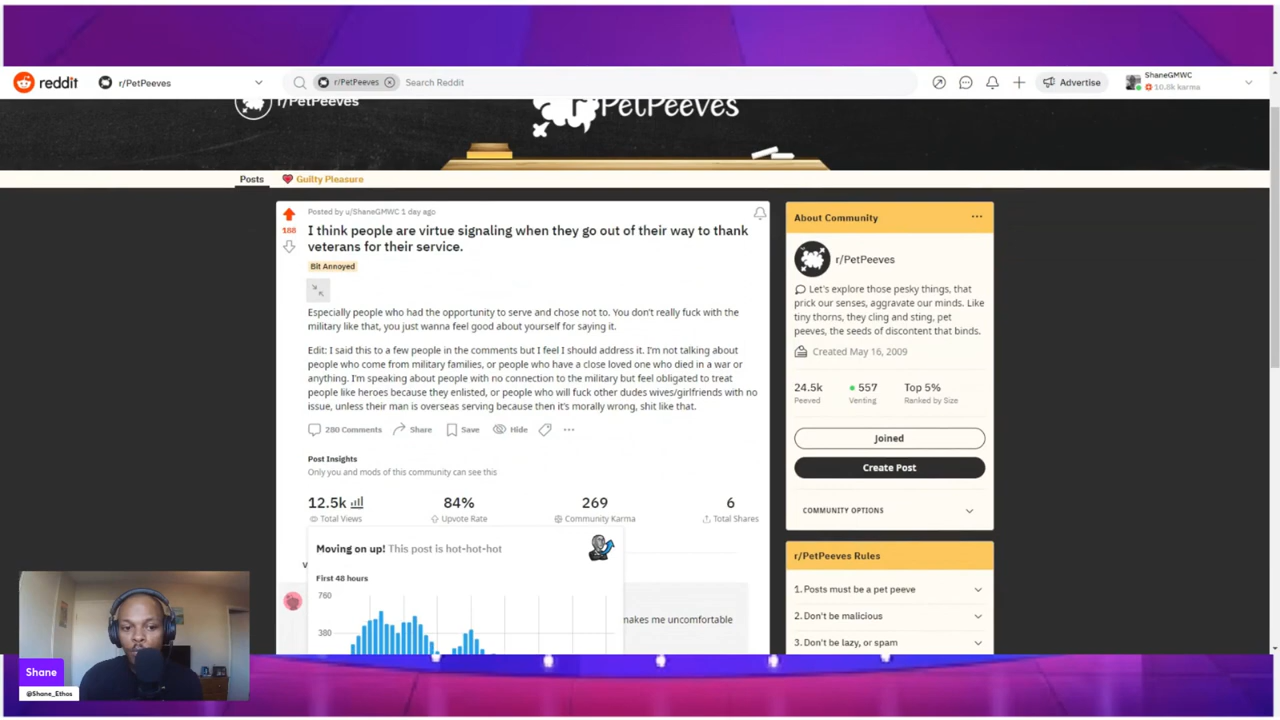 reddit
r/PetPeeves
r/PetPeeves
Search Reddit
Advertise
ShaneGMWC
10.8k karma
r/PetPeeves
r/PetPeeves
Posts
Guilty Pleasure
188
Posted by u/ShaneGMWC 1 day ago
I think people are virtue signaling when they go out of their way to thank
veterans for their service.
Bit Annoyed
Especially people who had the opportunity to serve and chose not to. You don't really fuck with the
military like that, you just wanna feel good about yourself for saying it.
Edit: I said this to a few people in the comments but I feel I should address it. I'm not talking about
people who come from military families, or people who have a close loved one who died in a war or
anything. I'm speaking about people with no connection to the military but feel obligated to treat
people like heroes because they enlisted, or people who will fuck other dudes wives/girlfriends with no
issue, unless their man is overseas serving because then it's morally wrong, shit like that.
280 Comments
Share
Save
Hide
Post Insights
Only you and mods of this community can see this
12.5k
84%
269
6
Total Views
Upvote Rate
Community Karma
Total Shares
Moving on up! This post is hot-hot-hot
First 48 hours
760
380
makes me uncomfortable
About Community
r/PetPeeves
Let's explore those pesky things, that
prick our senses, aggravate our minds. Like
tiny thorns, they cling and sting, pet
peeves, the seeds of discontent that binds.
Created May 16, 2009
24.5k
557
Top 5%
Peeved
Venting
Ranked by Size
Joined
Create Post
COMMUNITY OPTIONS
r/PetPeeves Rules
1. Posts must be a pet peeve
2. Don't be malicious
3. Don't be lazy, or spam
Shane
@Shane_Ethos